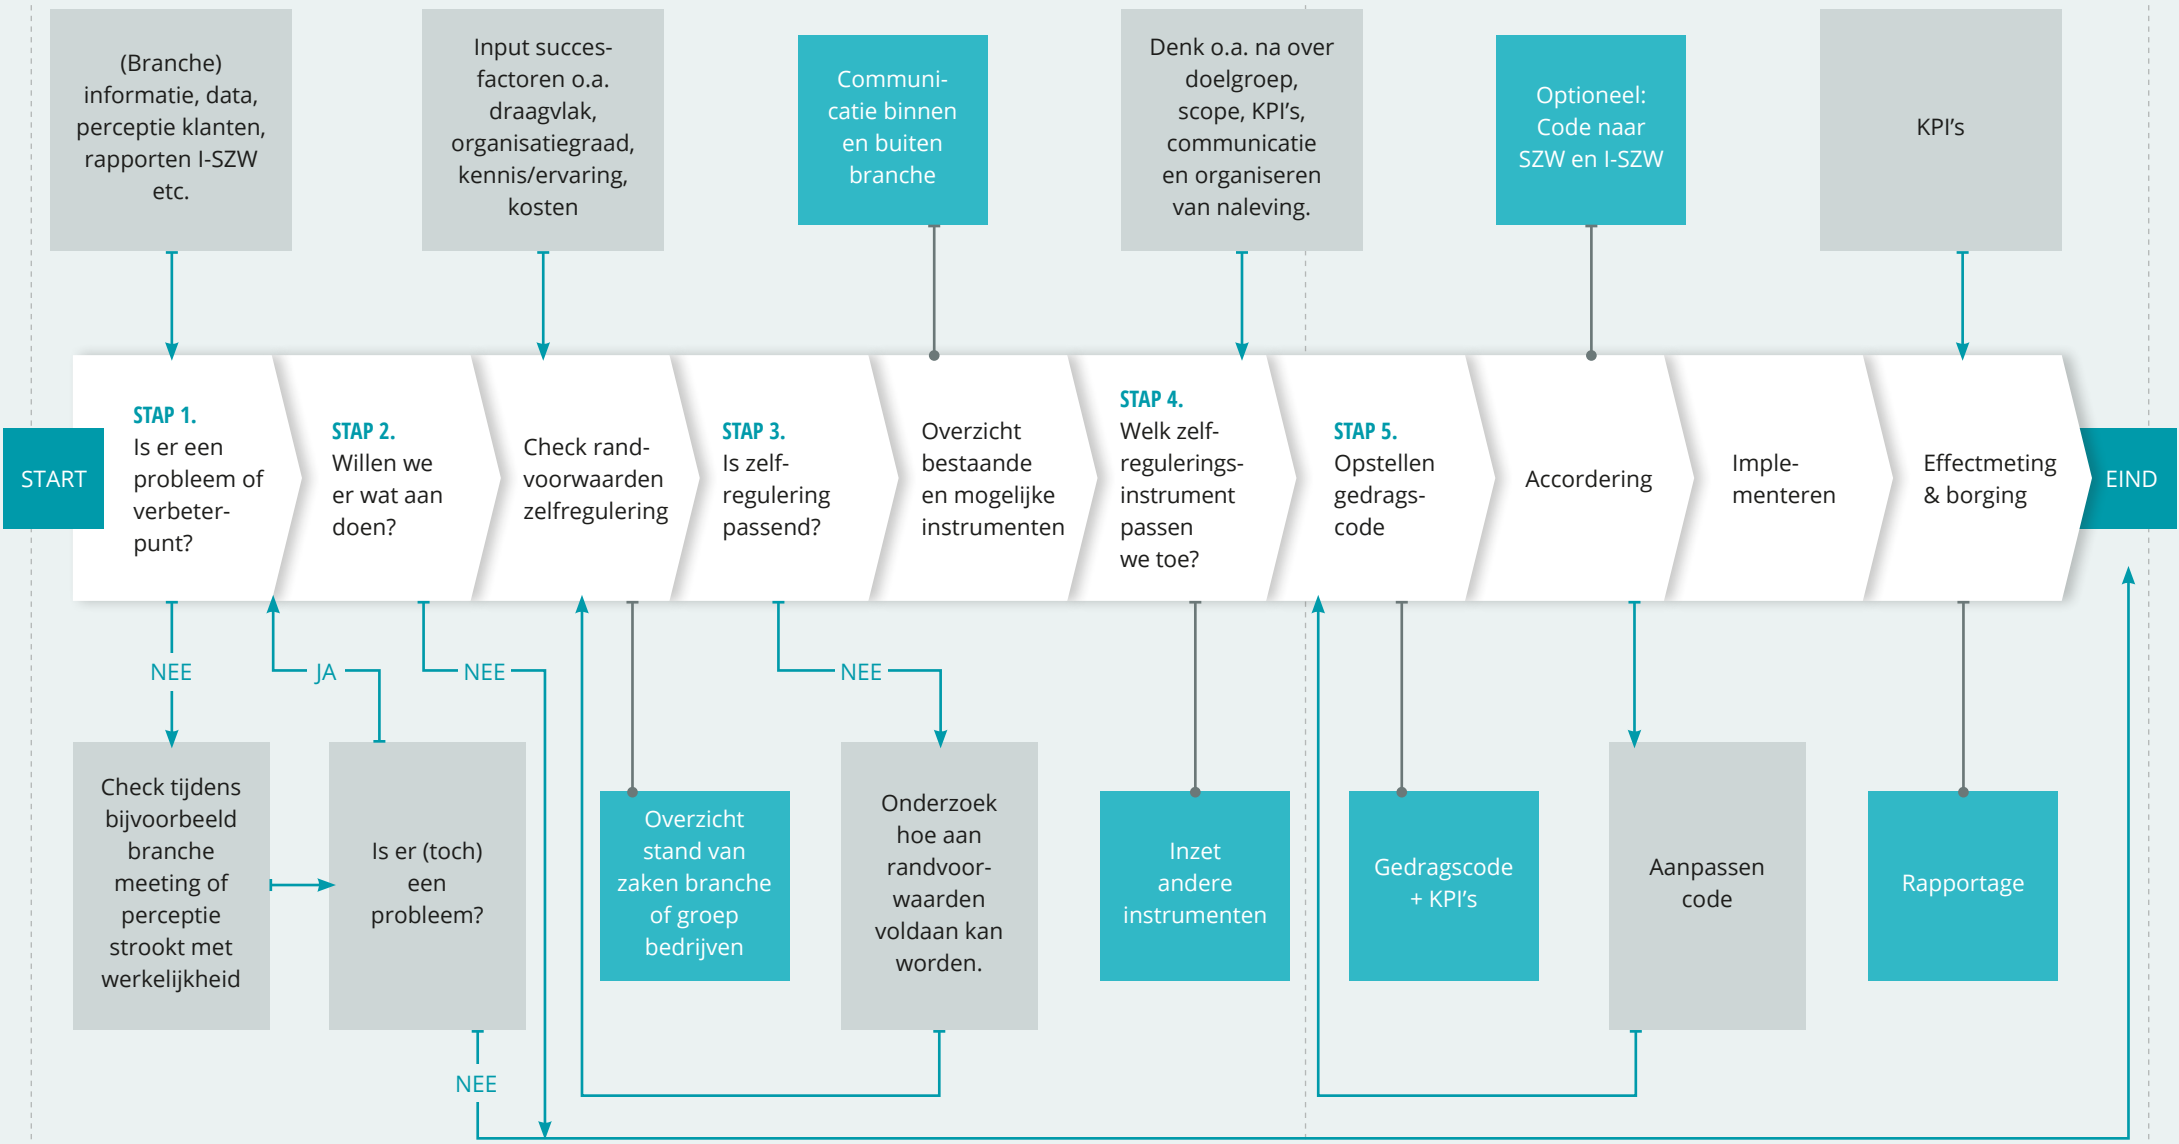 (Branche)
informatie, data,
perceptie klanten,
rapporten I-SZW
etc.
Input succes-
factoren o.a.
draagvlak,
organisatiegraad,
kennis/ervaring,
kosten
Communi-
catie binnen
en buiten
branche
Denk o.a. na over
doelgroep,
scope, KPI's,
communicatie
en organiseren
van naleving.
Optioneel:
Code naar
SZW en I-SZW
KPI's
START
STAP 1.
Is er een
probleem of
verbeter-
punt?
STAP 2.
Willen we
er wat aan
doen?
Check rand-
voorwaarden
zelfregulering
STAP 3.
Is zelf-
regulering
passend?
Overzicht
bestaande
en mogelijke
instrumenten
STAP 4.
Welk zelf-
regulerings-
instrument
passen
we toe?
STAP 5.
Opstellen
gedrags-
code
Accordering
Imple-
menteren
Effectmeting
& borging
EIND
NEE
JA
NEE
NEE
Check tijdens
bijvoorbeeld
branche
meeting of
perceptie
strookt met
werkelijkheid
Is er (toch)
een
probleem?
Overzicht
stand van
zaken branche
of groep
bedrijven
Onderzoek
hoe aan
randvoor-
waarden
voldaan kan
worden.
Inzet
andere
instrumenten
Gedragscode
+ KPI's
Aanpassen
code
Rapportage
NEE